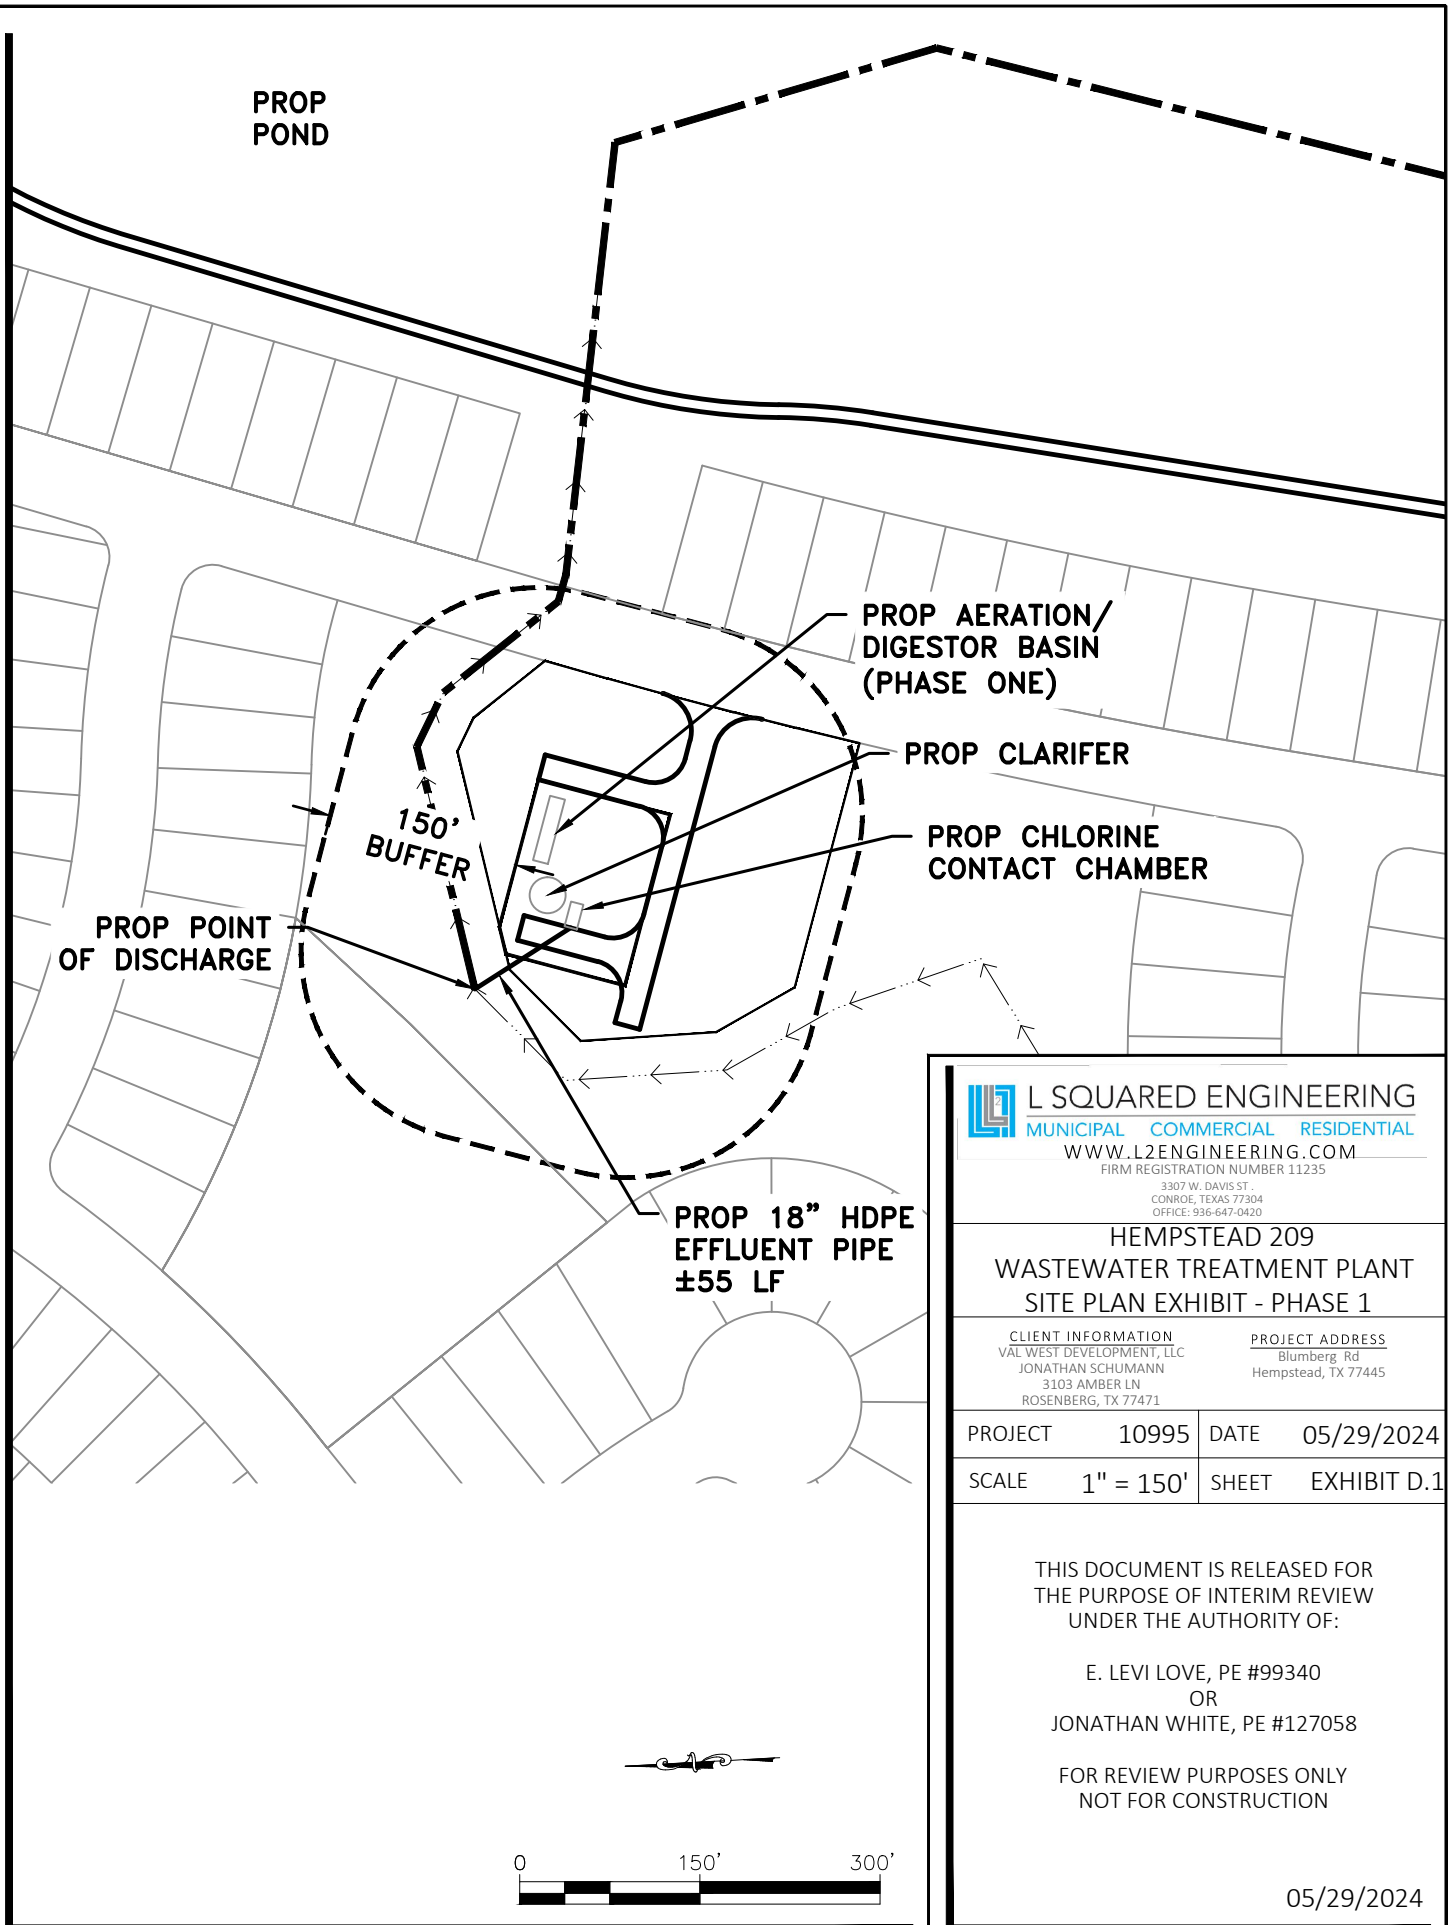 PROP
POND
PROP AERATION/
DIGESTOR BASIN
(PHASE ONE)
PROP CLARIFER
150'
BUFFER
PROP CHLORINE
CONTACT CHAMBER
PROP POINT
OF DISCHARGE
PROP 18" HDPE
EFFLUENT PIPE
±55 LF
L SQUARED ENGINEERING
MUNICIPAL COMMERCIAL RESIDENTIAL
WWW.L2ENGINEERING.COM
FIRM REGISTRATION NUMBER 11235
3307 W. DAVIS ST.
CONROE, TEXAS 77304
OFFICE: 936-647-0420
HEMPSTEAD 209
WASTEWATER TREATMENT PLANT
SITE PLAN EXHIBIT - PHASE 1
CLIENT INFORMATION
VAL WEST DEVELOPMENT, LLC
JONATHAN SCHUMANN
3103 AMBER LN
ROSENBERG, TX 77471
PROJECT ADDRESS
Blumberg Rd
Hempstead, TX 77445
PROJECT 10995 DATE 05/29/2024
SCALE 1" = 150' SHEET EXHIBIT D.1
THIS DOCUMENT IS RELEASED FOR
THE PURPOSE OF INTERIM REVIEW
UNDER THE AUTHORITY OF:
E. LEVI LOVE, PE #99340
OR
JONATHAN WHITE, PE #127058
FOR REVIEW PURPOSES ONLY
NOT FOR CONSTRUCTION
05/29/2024
N
0 150' 300'